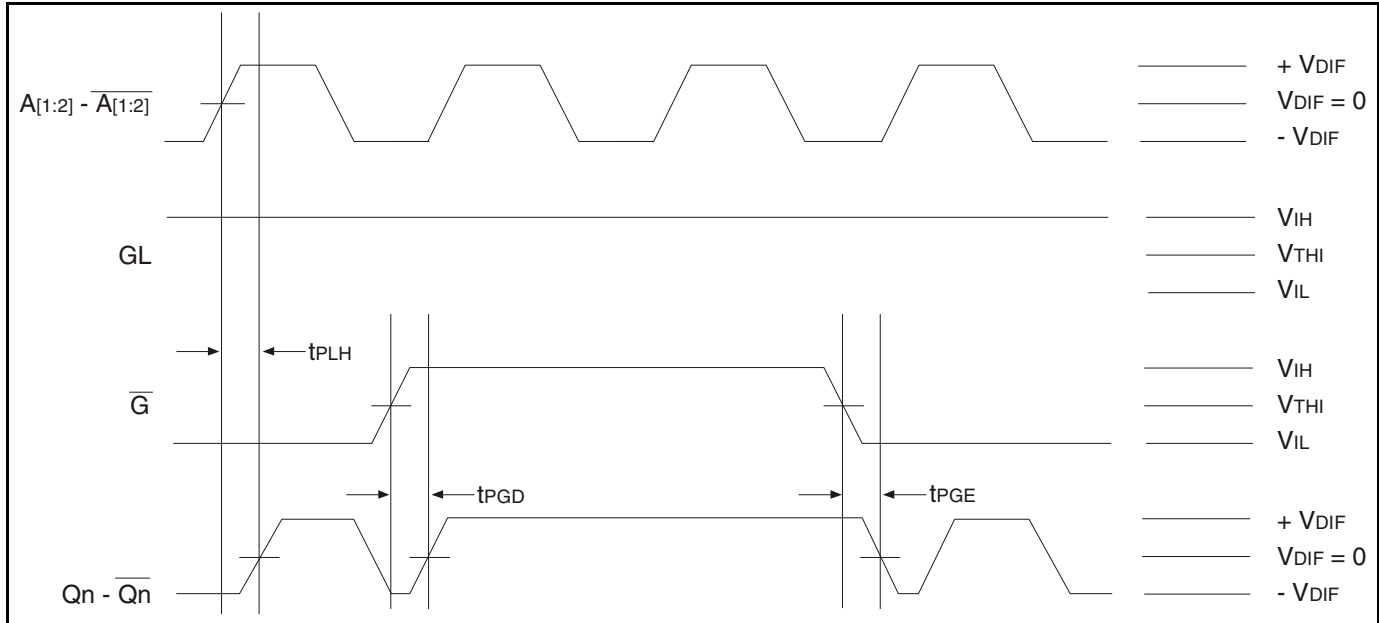 A[1:2] - A[1:2]
+ VDIF
VDIF = 0
- VDIF
GL
VIH
VTHI
VIL
tPLH
G
VIH
VTHI
VIL
tPGD
tPGE
Qn - Qn
+ VDIF
VDIF = 0
- VDIF